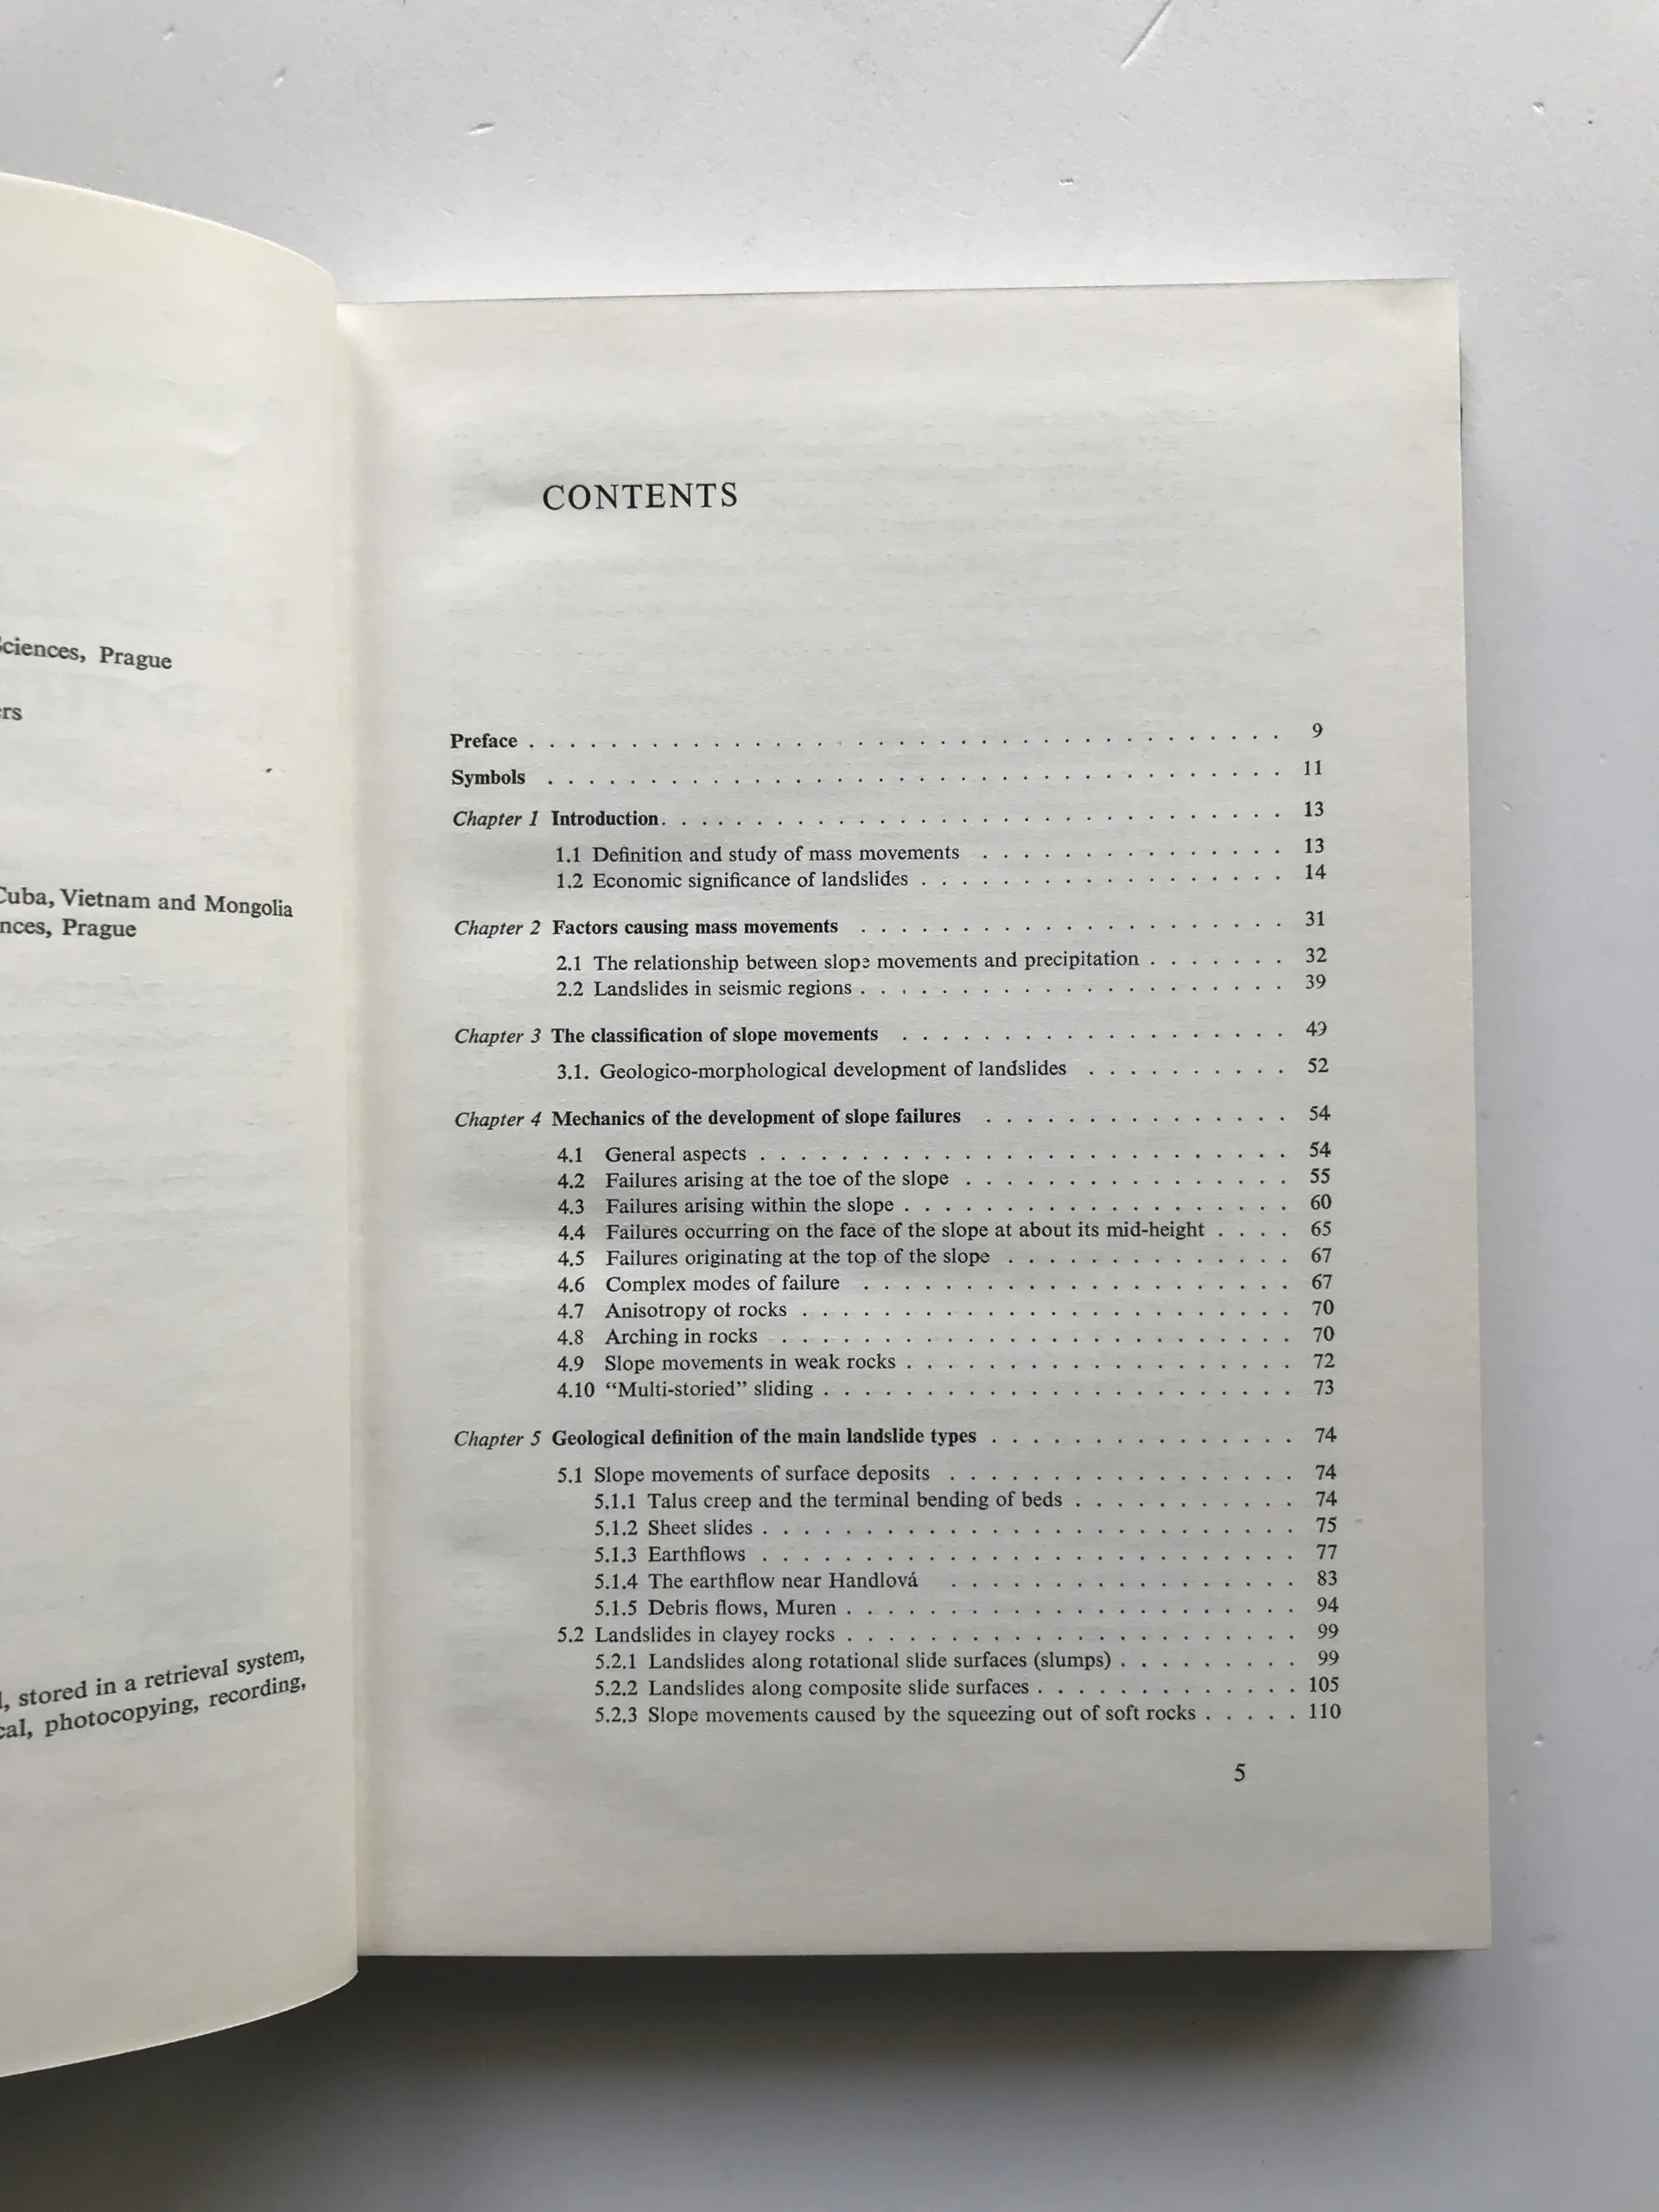 Sciences, Prague
ers
Cuba, Vietnam and Mongolia
nces, Prague
, stored in a retrieval system,
cal, photocopying, recording,
CONTENTS
Preface . . . . . . . . . . . . . . . . . . . . . . . . . . . . . . . . . . . . . 9
Symbols . . . . . . . . . . . . . . . . . . . . . . . . . . . . . . . . . . . . 11
Chapter 1 Introduction. . . . . . . . . . . . . . . . . . . . . . . . . . . . . . 13
1.1 Definition and study of mass movements . . . . . . . . . . . . . . . 13
1.2 Economic significance of landslides . . . . . . . . . . . . . . . . . . 14
Chapter 2 Factors causing mass movements . . . . . . . . . . . . . . . . . . . . . 31
2.1 The relationship between slope movements and precipitation . . . . . . . 32
2.2 Landslides in seismic regions . . . . . . . . . . . . . . . . . . . . . 39
Chapter 3 The classification of slope movements . . . . . . . . . . . . . . . . . . . 49
3.1. Geologico-morphological development of landslides . . . . . . . . . . 52
Chapter 4 Mechanics of the development of slope failures . . . . . . . . . . . . . . . 54
4.1 General aspects . . . . . . . . . . . . . . . . . . . . . . . . . . 54
4.2 Failures arising at the toe of the slope . . . . . . . . . . . . . . . . 55
4.3 Failures arising within the slope . . . . . . . . . . . . . . . . . . . 60
4.4 Failures occurring on the face of the slope at about its mid-height . . . . 65
4.5 Failures originating at the top of the slope . . . . . . . . . . . . . . 67
4.6 Complex modes of failure . . . . . . . . . . . . . . . . . . . . . 67
4.7 Anisotropy of rocks . . . . . . . . . . . . . . . . . . . . . . . . 70
4.8 Arching in rocks . . . . . . . . . . . . . . . . . . . . . . . . . 70
4.9 Slope movements in weak rocks . . . . . . . . . . . . . . . . . . . 72
4.10 “Multi-storied” sliding . . . . . . . . . . . . . . . . . . . . . . . 73
Chapter 5 Geological definition of the main landslide types . . . . . . . . . . . . . . . 74
5.1 Slope movements of surface deposits . . . . . . . . . . . . . . . . . 74
5.1.1 Talus creep and the terminal bending of beds . . . . . . . . . . . 74
5.1.2 Sheet slides . . . . . . . . . . . . . . . . . . . . . . . . . . 75
5.1.3 Earthflows . . . . . . . . . . . . . . . . . . . . . . . . . . 77
5.1.4 The earthflow near Handlová . . . . . . . . . . . . . . . . . 83
5.1.5 Debris flows, Muren . . . . . . . . . . . . . . . . . . . . . . 94
5.2 Landslides in clayey rocks . . . . . . . . . . . . . . . . . . . . . . 99
5.2.1 Landslides along rotational slide surfaces (slumps) . . . . . . . . . 99
5.2.2 Landslides along composite slide surfaces . . . . . . . . . . . . . 105
5.2.3 Slope movements caused by the squeezing out of soft rocks . . . . . 110
5